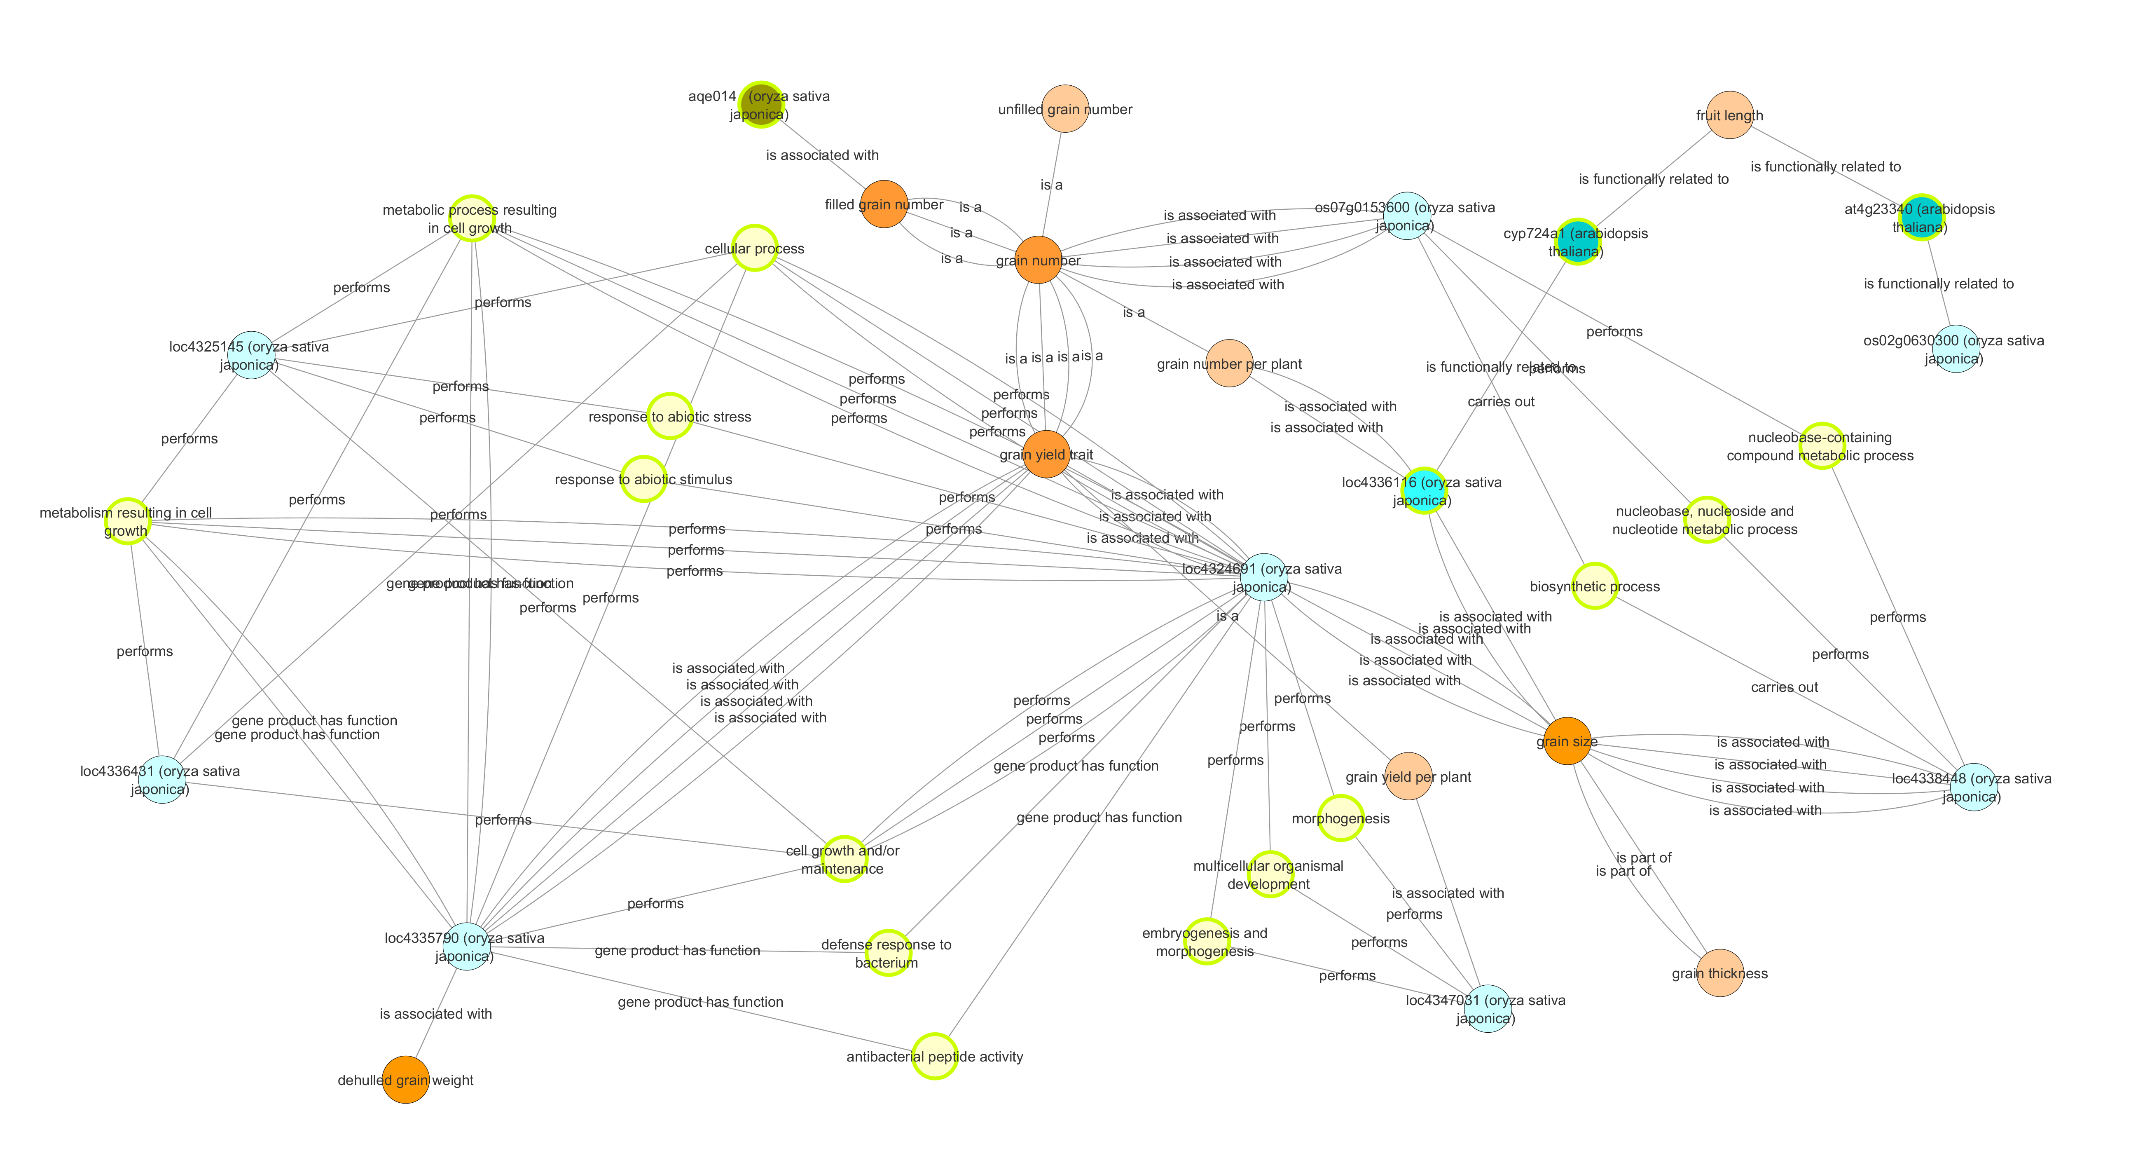 aqe014 (oryza sativa
japonica)
unfilled grain number
fruit length
is associated with
is functionally related to
is functionally related to
is a
filled grain number
is a
metabolic process resulting
in cell growth
os07g0153600 (oryza sativa
japonica)
is associated with
at4g23340 (arabidopsis
thaliana)
cyp724a1 (arabidopsis
thaliana)
is a
is associated with
cellular process
is a
grain number
is associated with
is associated with
performs
performs
is a
is functionally related to
performs
loc4325145 (oryza sativa
japonica)
os02g0630300 (oryza sativa
japonica)
is a
is a
is a
is a
grain number per plant
is functionally related to
performs
performs
performs
performs
performs
performs
carries out
is associated with
performs
performs
performs
response to abiotic stress
performs
performs
is associated with
performs
nucleobase-containing
compound metabolic process
grain yield trait
response to abiotic stimulus
loc4336116 (oryza sativa
japonica)
performs
is associated with
metabolism resulting in cell
growth
performs
is associated with
nucleobase, nucleoside and
nucleotide metabolic process
performs
performs
is associated with
performs
performs
loc4324691 (oryza sativa
japonica)
gene product has function
gene product has function
biosynthetic process
performs
performs
is a
is associated with
performs
is associated with
is associated with
performs
performs
is associated with
is associated with
is associated with
is associated with
is associated with
is associated with
carries out
performs
performs
performs
gene product has function
performs
gene product has function
performs
grain size
is associated with
performs
gene product has function
is associated with
loc4336431 (oryza sativa
japonica)
grain yield per plant
loc4338448 (oryza sativa
japonica)
is associated with
is associated with
performs
gene product has function
morphogenesis
cell growth and/or
maintenance
is part of
is part of
multicellular organismal
development
is associated with
performs
performs
loc4335790 (oryza sativa
japonica)
gene product has function
defense response to
bacterium
embryogenesis and
morphogenesis
performs
performs
grain thickness
gene product has function
loc4347031 (oryza sativa
japonica)
is associated with
antibacterial peptide activity
dehulled grain weight